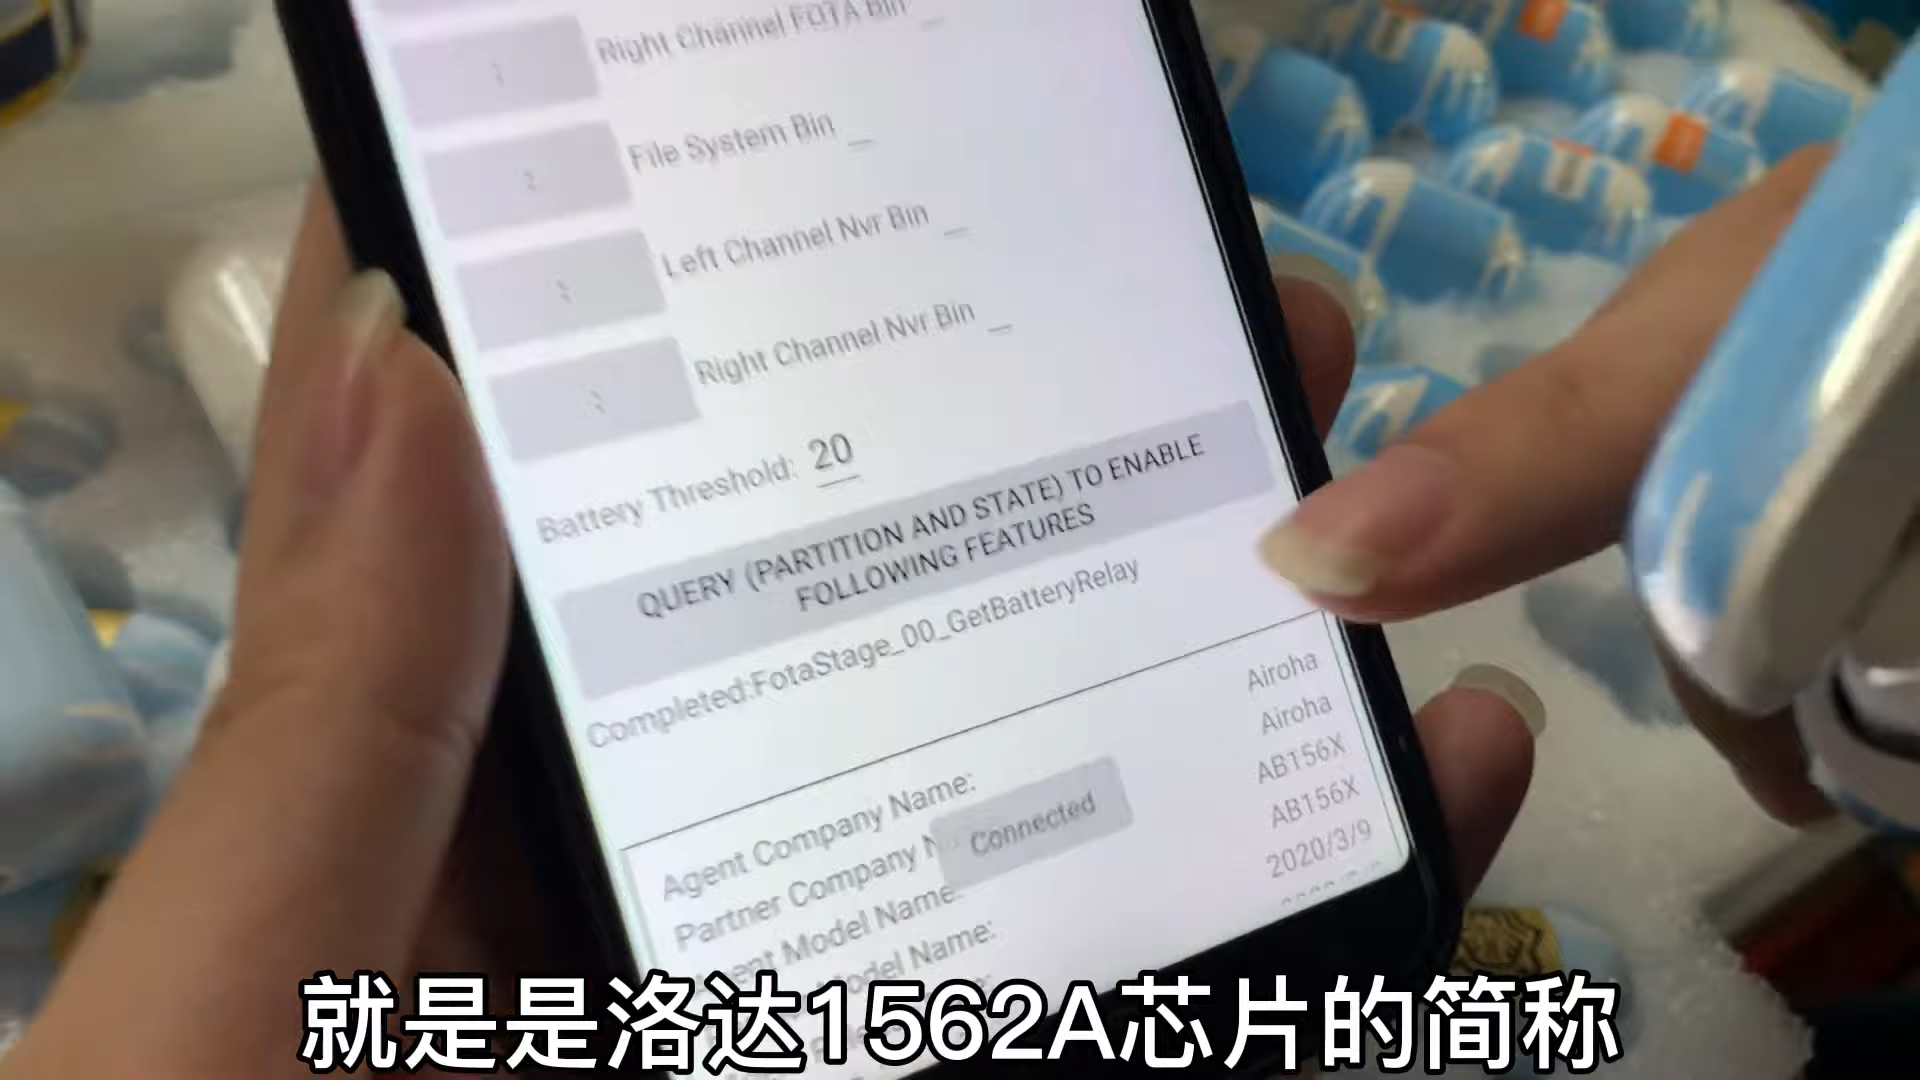 Right Channel FOTA Bin
File System Bin
Left Channel Nvr Bin
Right Channel Nvr Bin
Battery Threshold: 20
QUERY (PARTITION AND STATE) TO ENABLE
FOLLOWING FEATURES
Completed:FotaStage_00_GetBatteryRelay
Agent Company Name: Airoha
Partner Company Airoha
Model Name: AB156X
Model Name: AB156X
2020/3/9
Connected
就是是洛达1562A芯片的简称